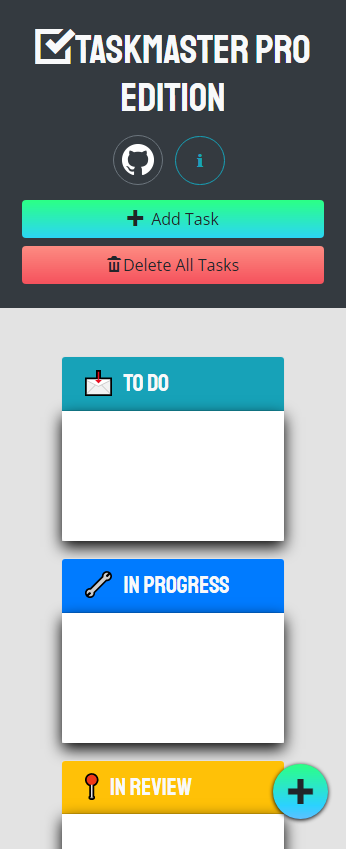 TASKMASTER PRO
EDITION
i
Add Task
Delete All Tasks
TO DO
IN PROGRESS
IN REVIEW